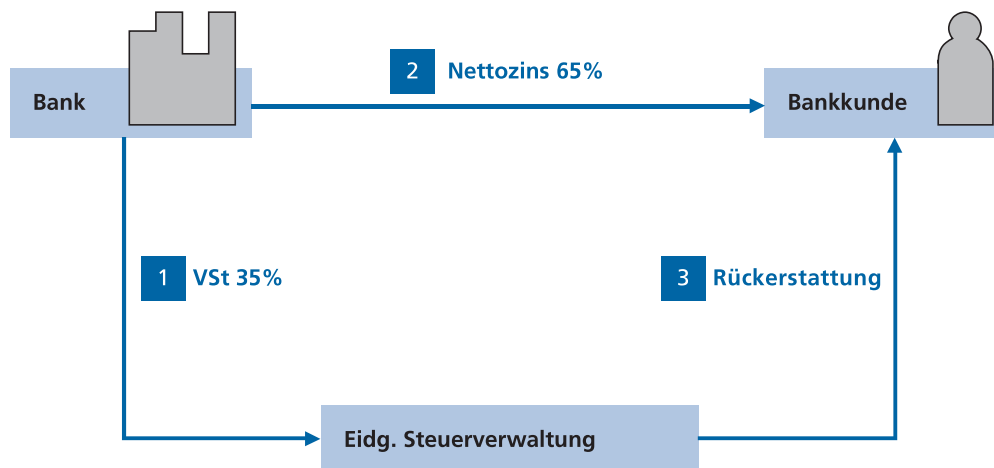 2 Nettozins 65%
Bank
Bankkunde
1 VSt 35%
3 Rückerstattung
Eidg. Steuerverwaltung